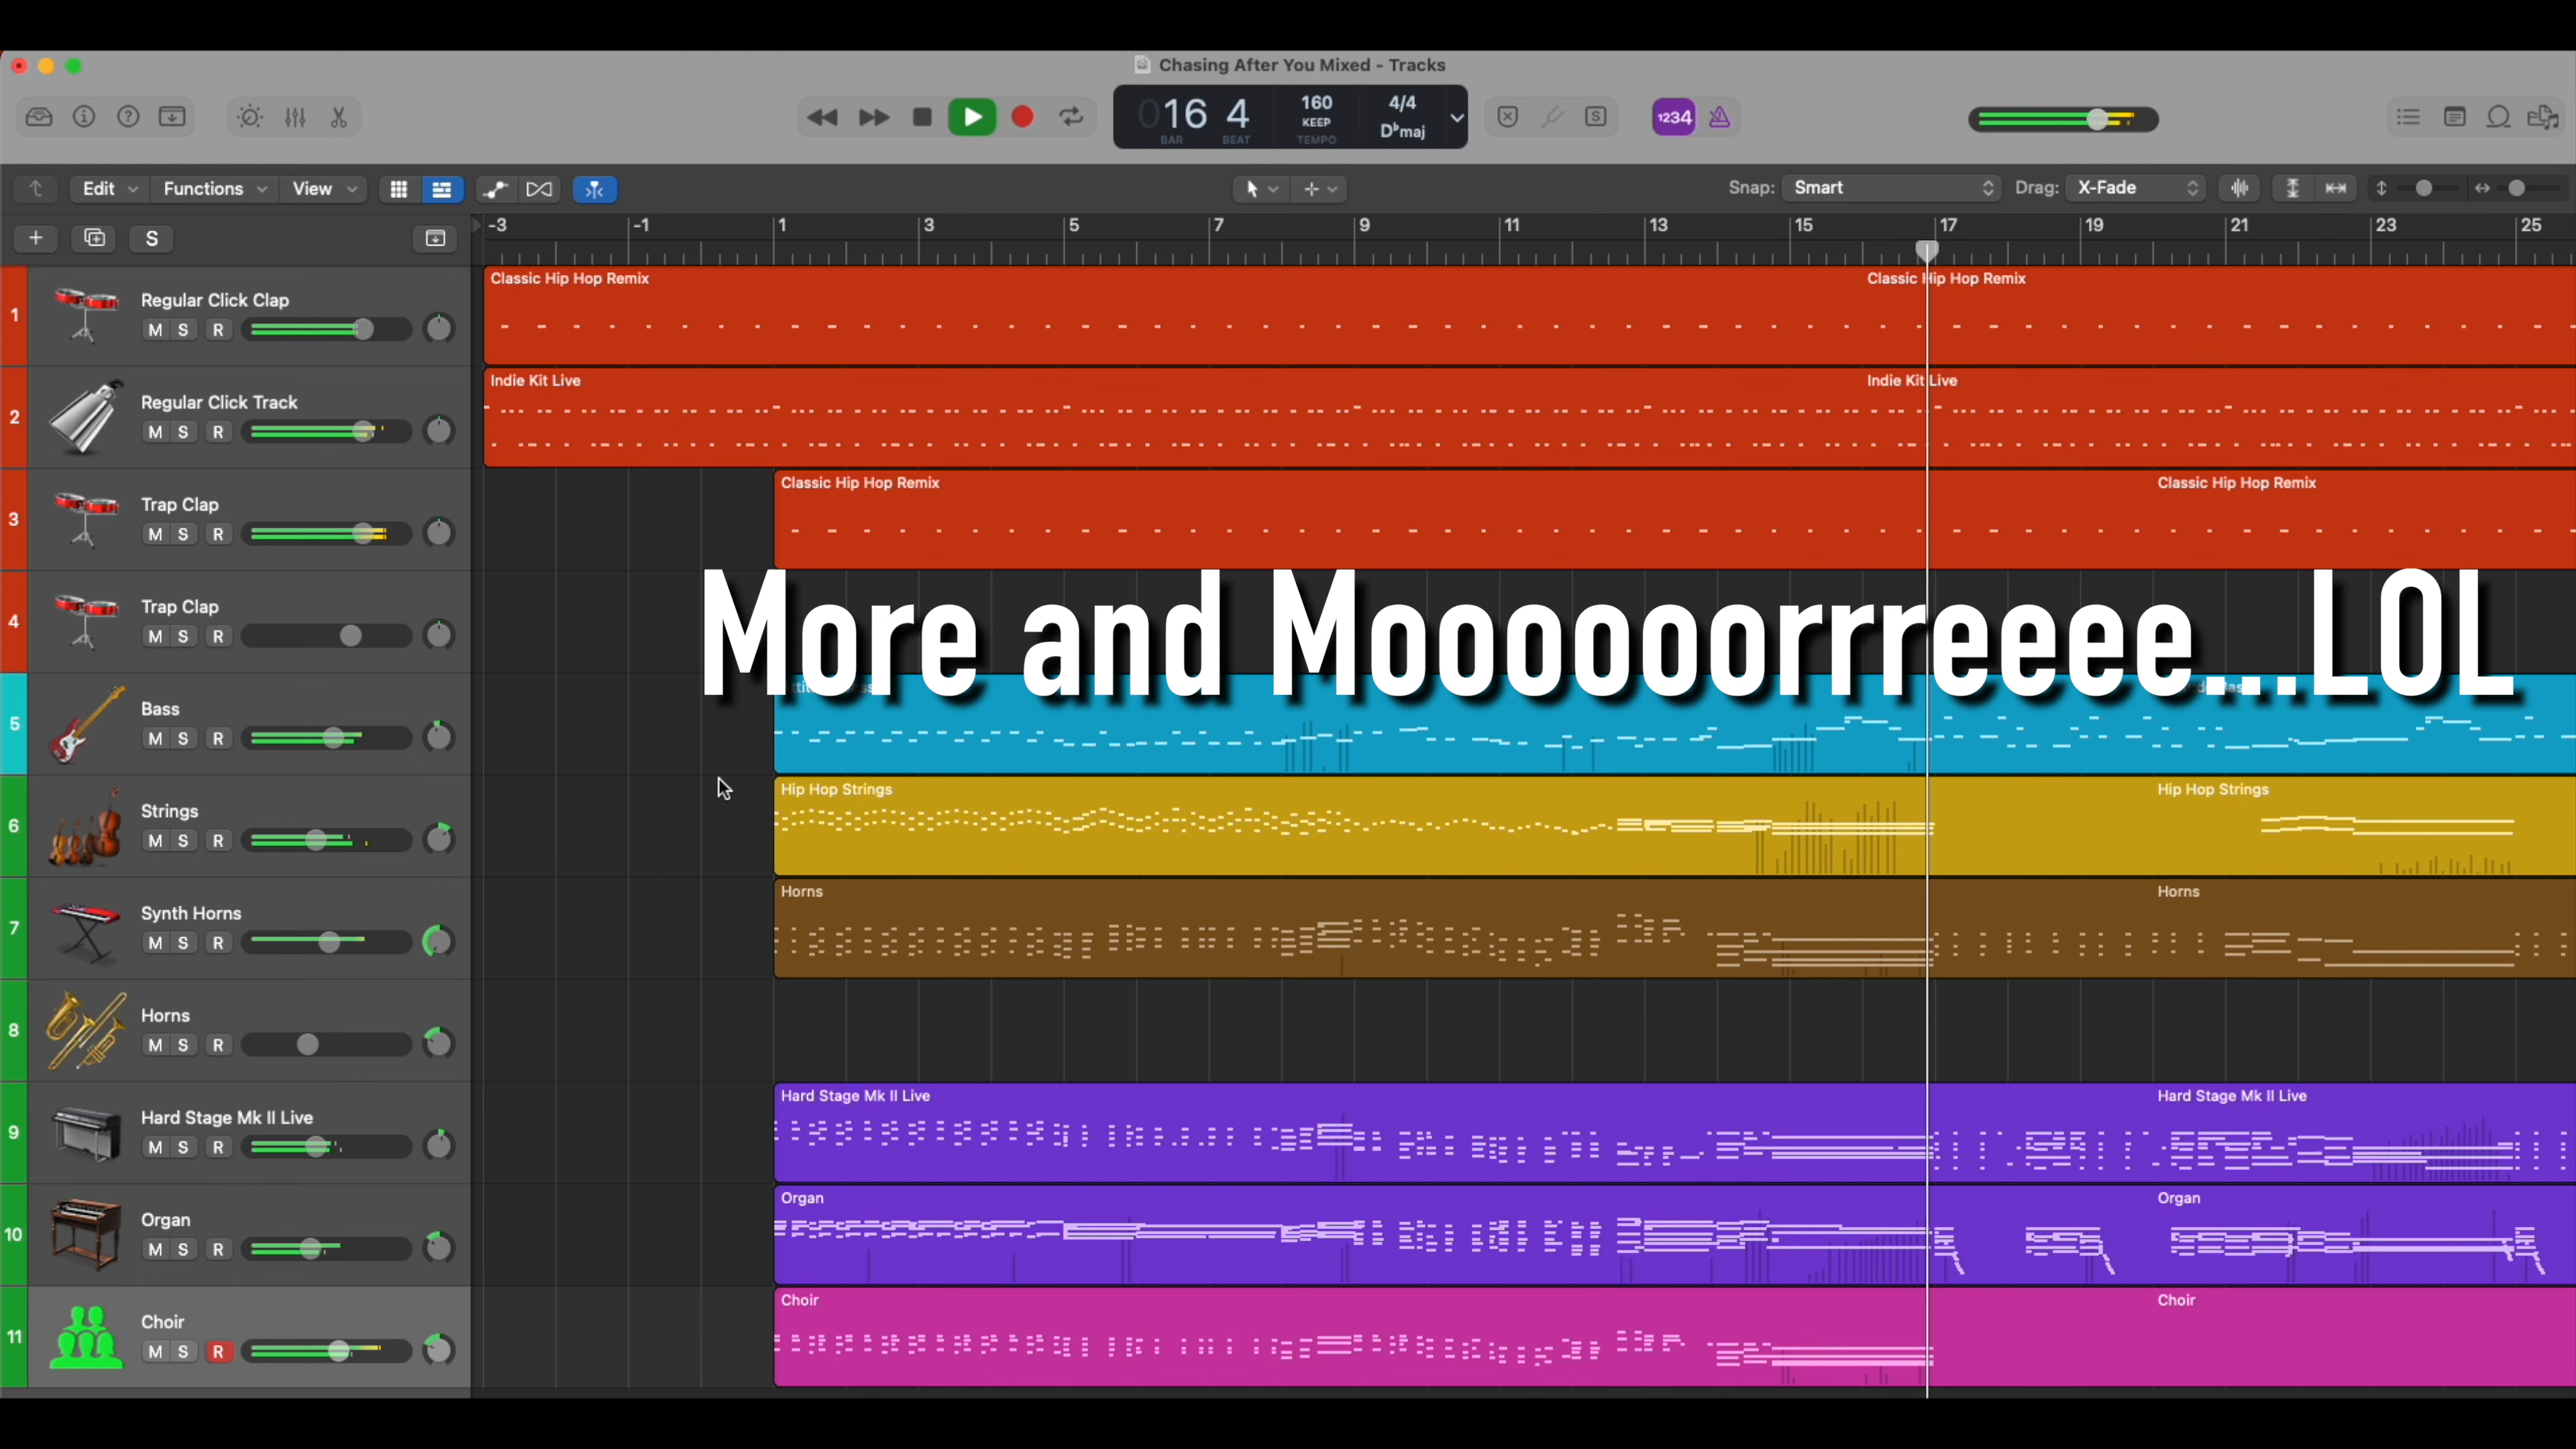 Chasing After You Mixed - Tracks
016 4 160 4/4
KEEP D♭maj
BAR BEAT TEMPO
S 1234
Edit Functions View Snap: Smart Drag: X-Fade
S -3 -1 1 3 5 7 9 11 13 15 17 19 21 23 25
1 Regular Click Clap
M S R
Classic Hip Hop Remix Classic Hip Hop Remix
2 Regular Click Track
M S R
Indie Kit Live Indie Kit Live
3 Trap Clap
M S R
Classic Hip Hop Remix Classic Hip Hop Remix
4 Trap Clap
M S R
More and Moooooorrreeee...LOL
5 Bass
M S R
6 Strings
M S R
Hip Hop Strings Hip Hop Strings
7 Synth Horns
M S R
Horns Horns
8 Horns
M S R
9 Hard Stage Mk II Live
M S R
Hard Stage Mk II Live Hard Stage Mk II Live
10 Organ
M S R
Organ Organ
11 Choir
M S R
Choir Choir